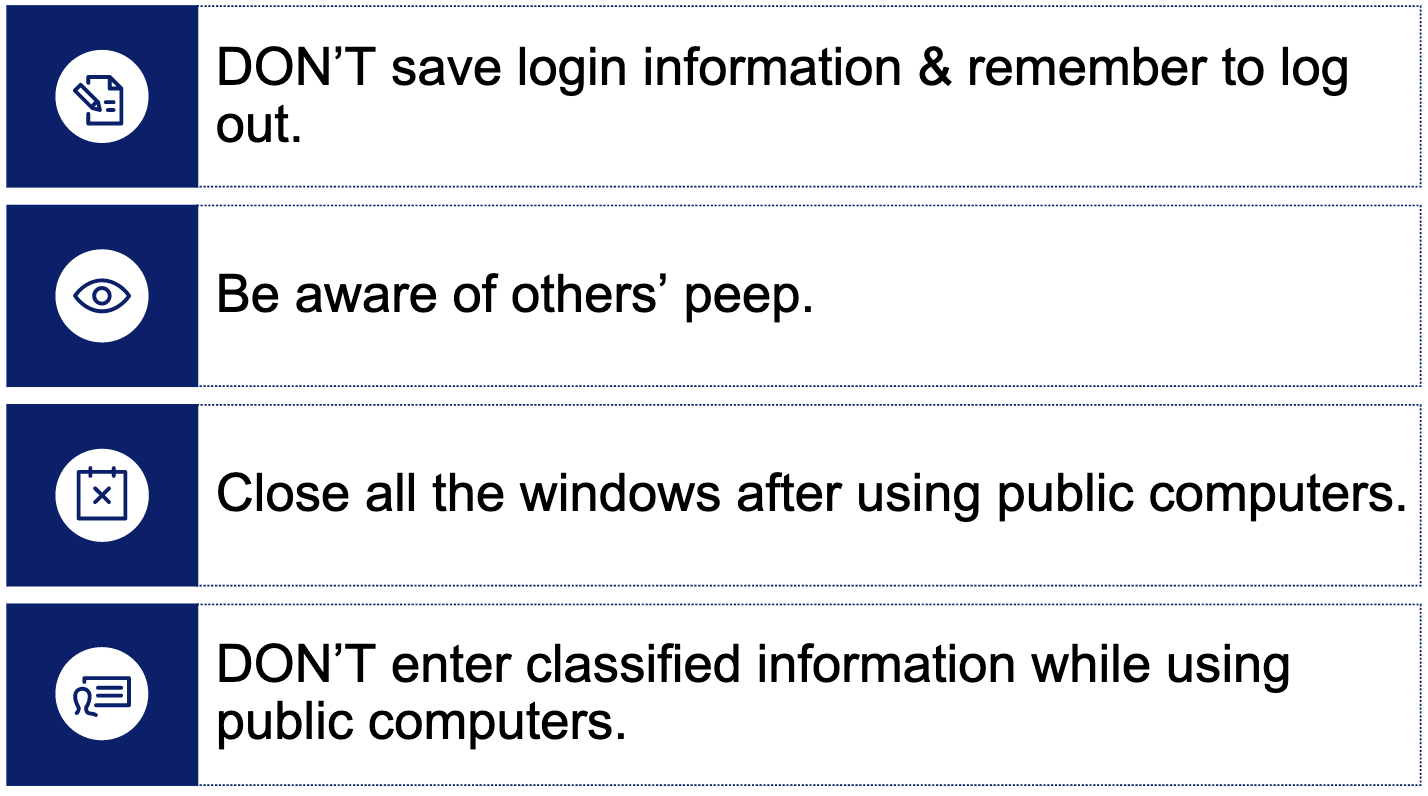 DON’T save login information & remember to log
out.
Be aware of others’ peep.
Close all the windows after using public computers.
DON’T enter classified information while using
public computers.